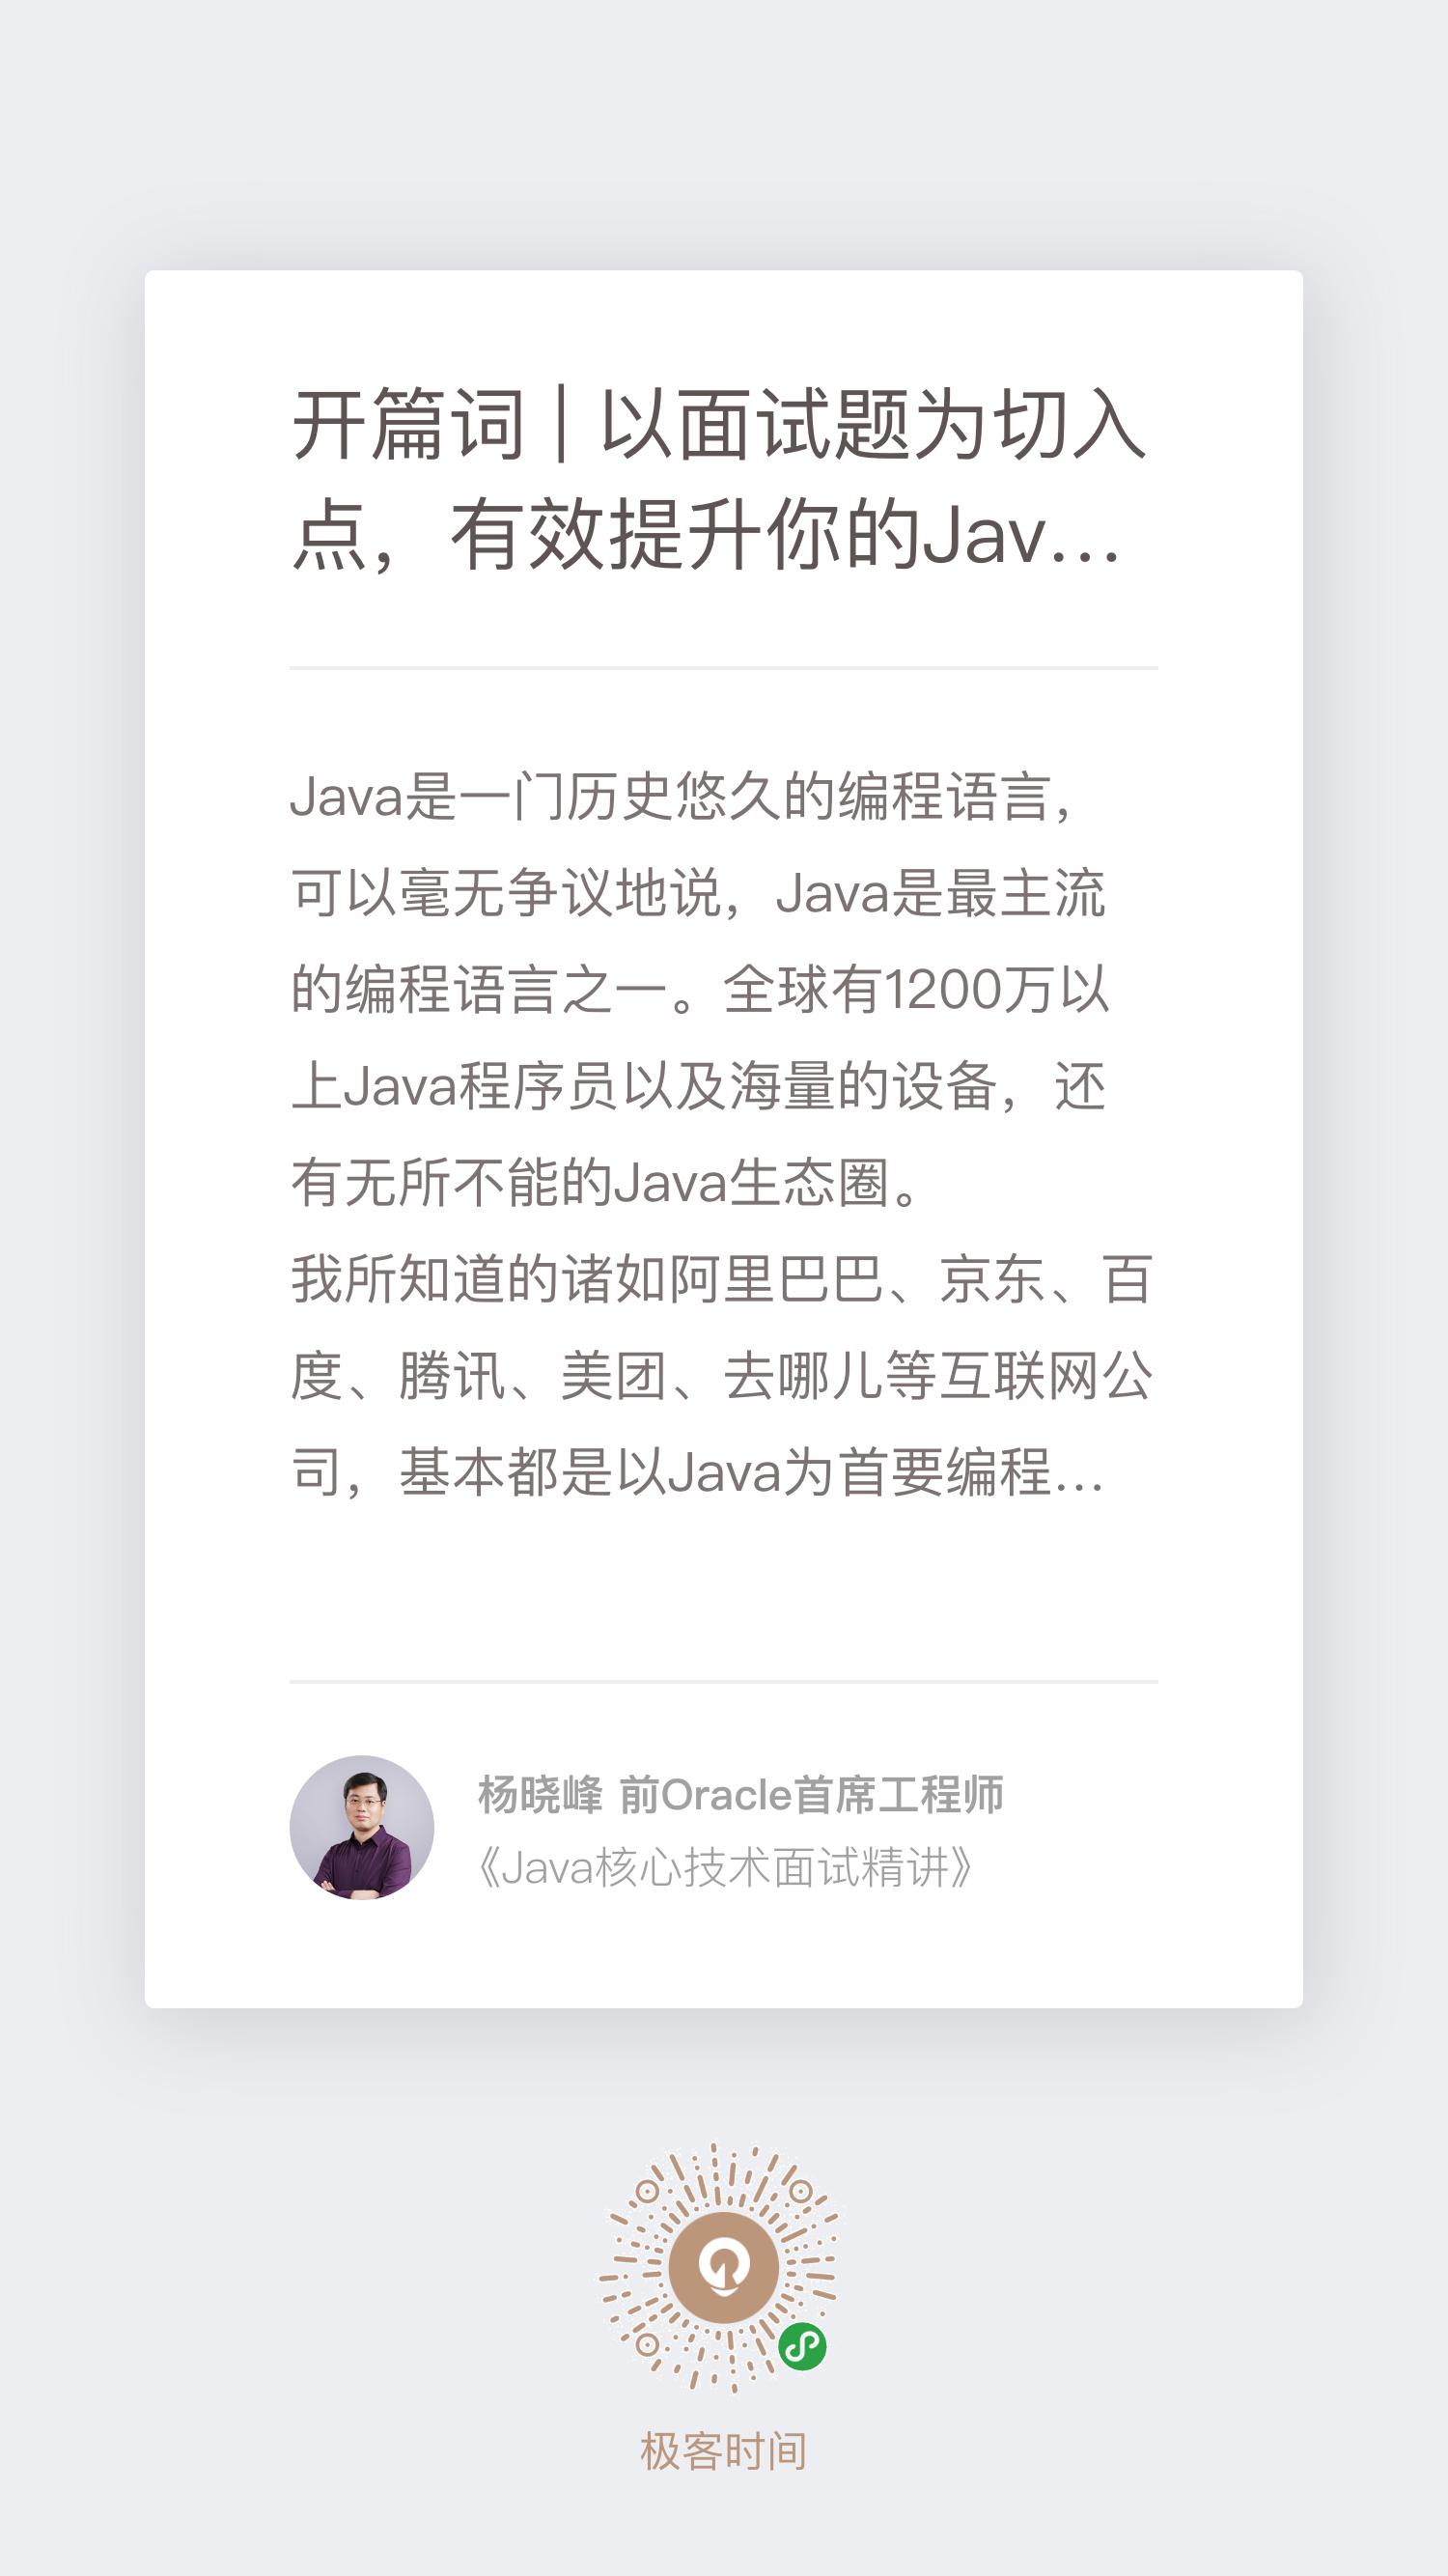 开篇词 | 以面试题为切入
点，有效提升你的Jav...
Java是一门历史悠久的编程语言，
可以毫无争议地说，Java是最主流
的编程语言之一。全球有1200万以
上Java程序员以及海量的设备，还
有无所不能的Java生态圈。
我所知道的诸如阿里巴巴、京东、百
度、腾讯、美团、去哪儿等互联网公
司，基本都是以Java为首要编程...
杨晓峰 前Oracle首席工程师
《Java核心技术面试精讲》
极客时间